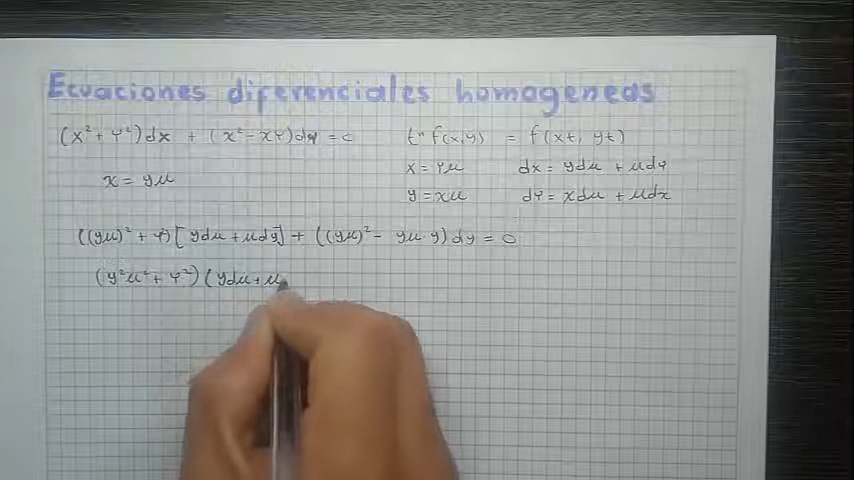 Ecuaciones diferenciales homogeneas
(x² + y²)dx + (x² - xy)dy = 0
tⁿ f(x,y) = f(xt, yt)
x = yu
x = yu dx = ydu + udy
y = xu dy = xdu + udx
((yu)² + y²) [ydu + udy] + ((yu)² - yu·y) dy = 0
(y²u² + y²) (ydu + u